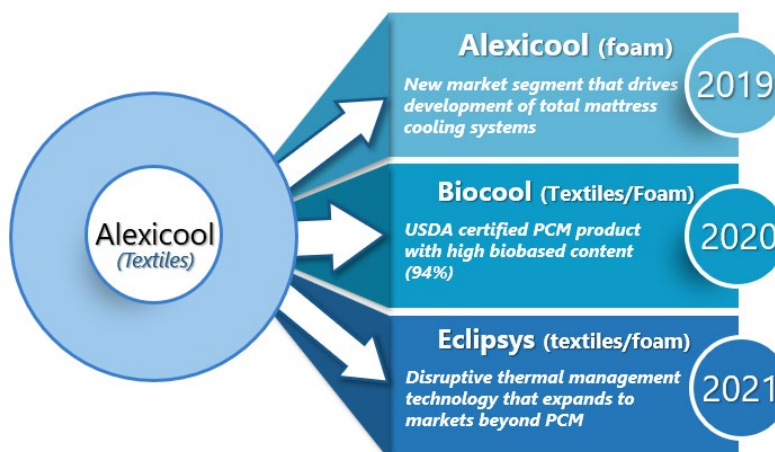 Alexicool
(Textiles)
Alexicool (foam)
New market segment that drives
development of total mattress
cooling systems
2019
Biocool (Textiles/Foam)
USDA certified PCM product
with high biobased content
(94%)
2020
Eclipsys (textiles/foam)
Disruptive thermal management
technology that expands to
markets beyond PCM
2021